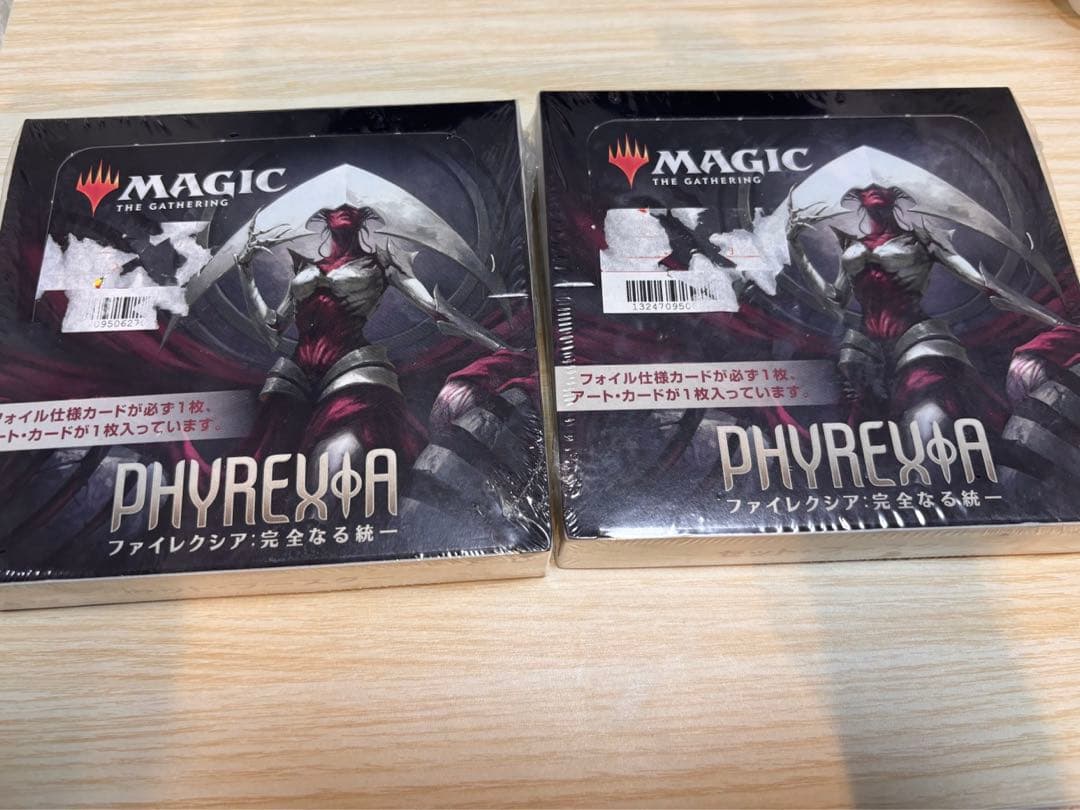 MAGIC
THE GATHERING
0950627
フォイル仕様カードが必ず1枚、
ート・カードが1枚入っています。
PHYREXIA
ファイレクシア:完全なる統一
MAGIC
THE GATHERING
3
132470950
フォイル仕様カードが必ず1枚、
アート・カードが1枚入っています。
PHYREXIA
ファイレクシア:完全なる統一